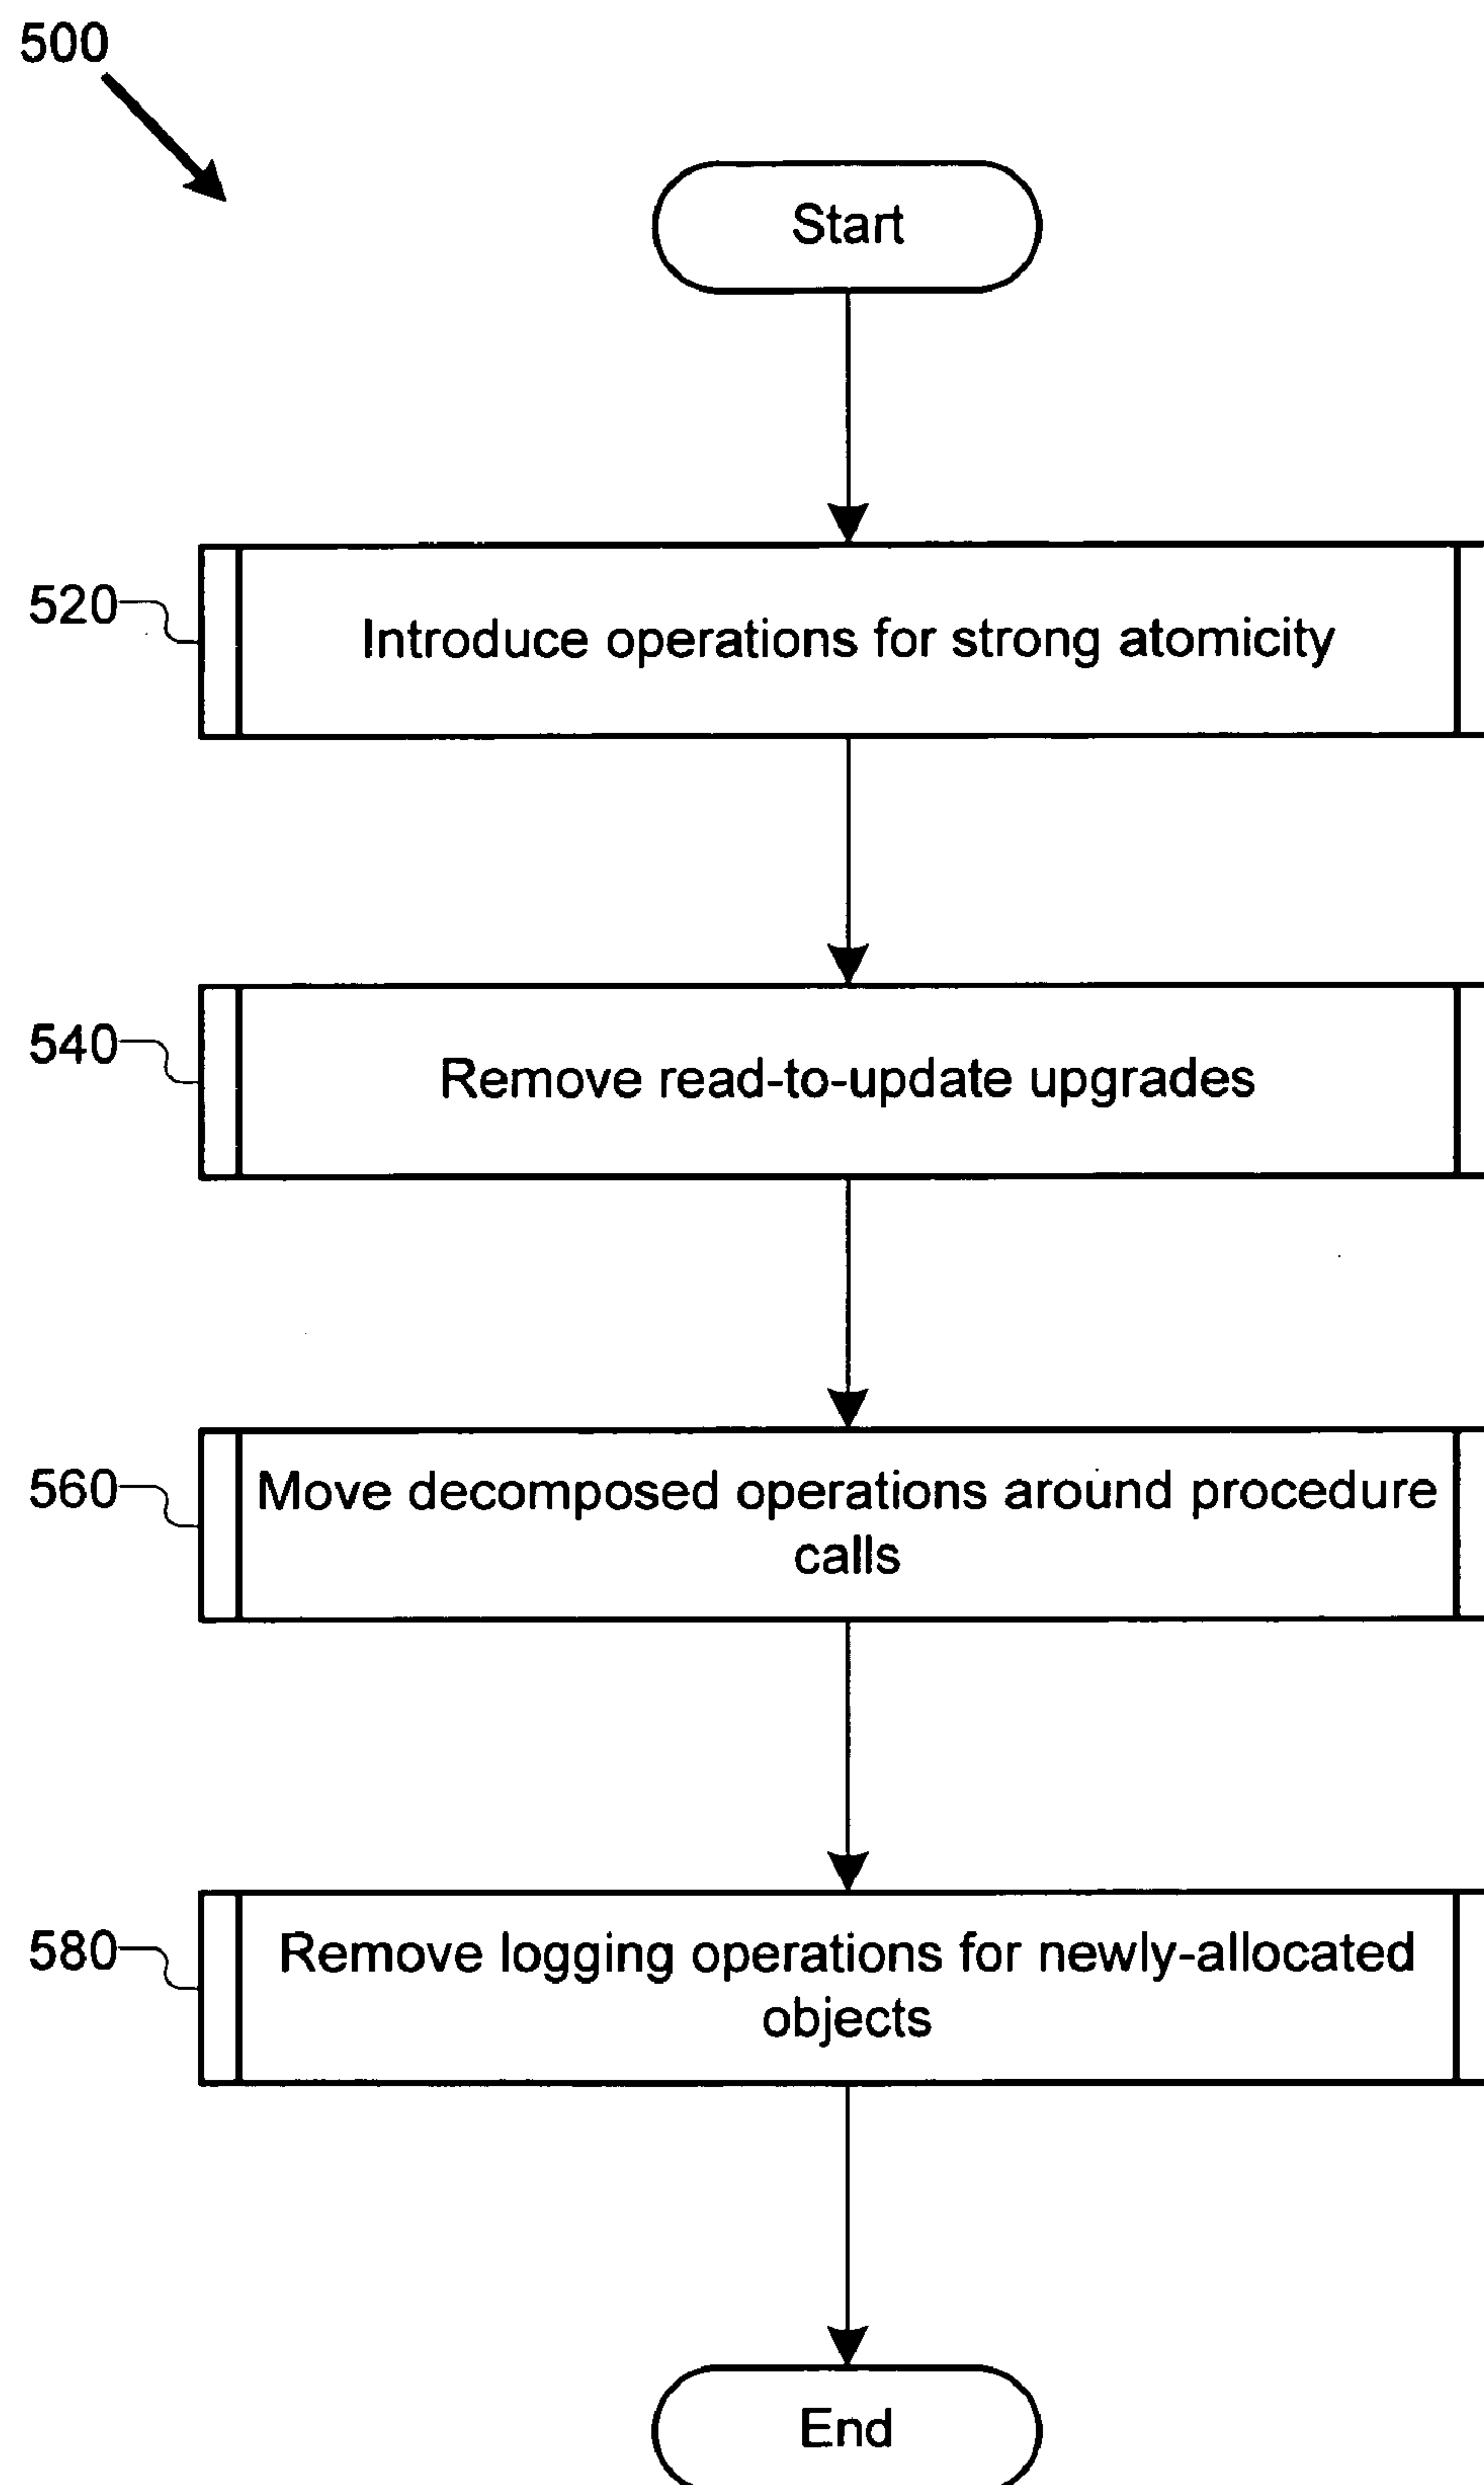 500
Start
520
Introduce operations for strong atomicity
540
Remove read-to-update upgrades
560
Move decomposed operations around procedure
calls
580
Remove logging operations for newly-allocated
objects
End